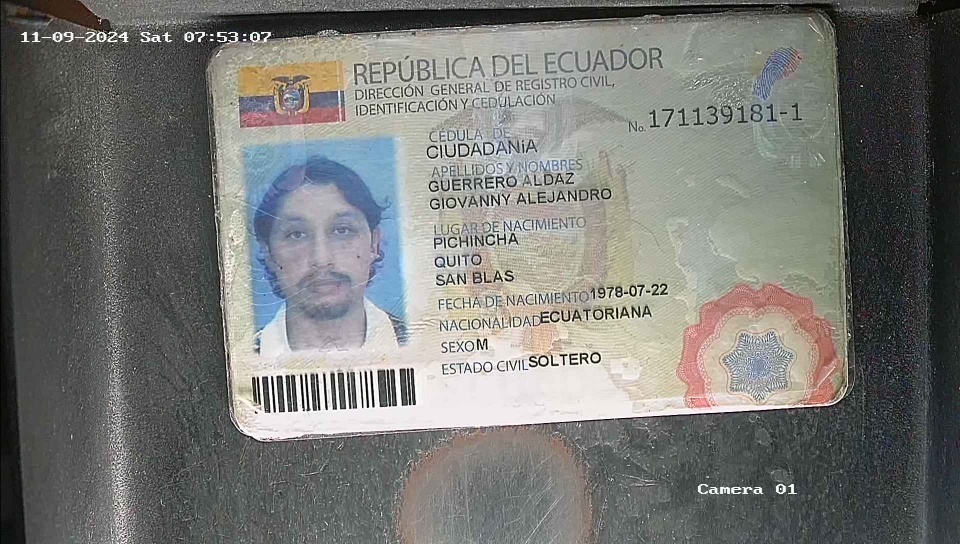 11-09-2024 Sat 07:53:07
REPÚBLICA DEL ECUADOR
DIRECCIÓN GENERAL DE REGISTRO CIVIL,
IDENTIFICACIÓN Y CEDULACIÓN
No. 171139181-1
CÉDULA DE
CIUDADANÍA
APELLIDOS Y NOMBRES
GUERRERO ALDAZ
GIOVANNY ALEJANDRO
LUGAR DE NACIMIENTO
PICHINCHA
QUITO
SAN BLAS
FECHA DE NACIMIENTO 1978-07-22
NACIONALIDAD ECUATORIANA
SEXO M
ESTADO CIVIL SOLTERO
Camera 01